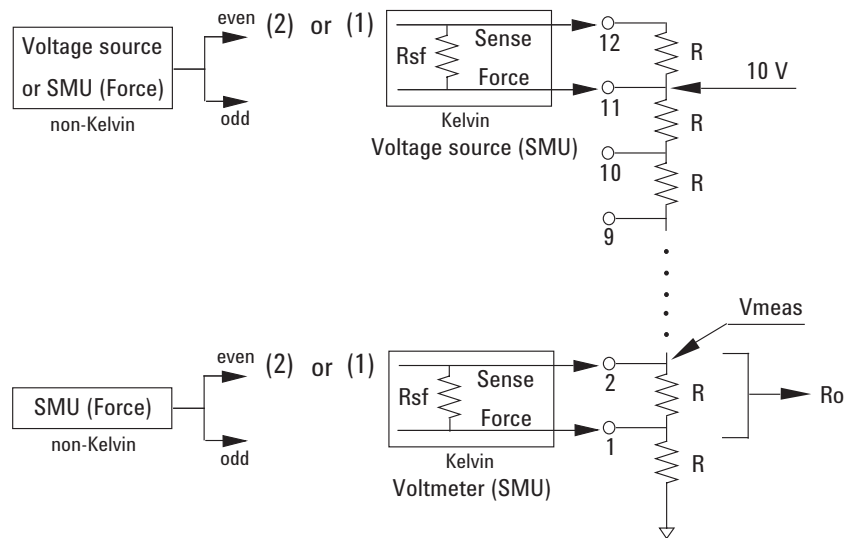 Voltage source
or SMU (Force)
non-Kelvin
even
odd
(2) or (1)
Rsf
Sense
Force
Kelvin
Voltage source (SMU)
12
11
10
9
R
R
R
10 V
Vmeas
SMU (Force)
non-Kelvin
even
odd
(2) or (1)
Rsf
Sense
Force
Kelvin
Voltmeter (SMU)
2
1
R
R
Ro